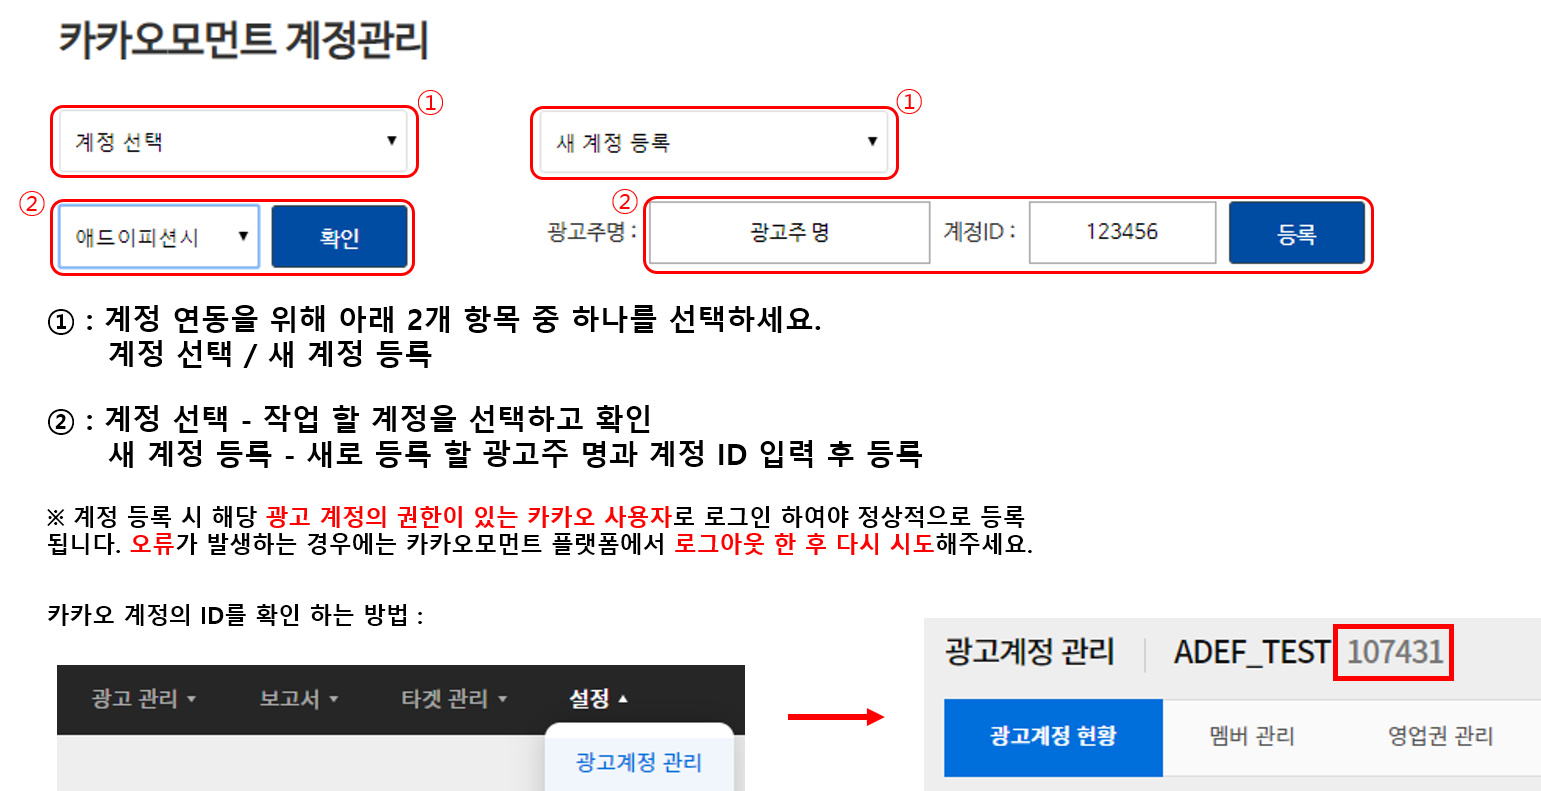 카카오모먼트 계정관리
① ①
계정 선택 ▼ 새 계정 등록 ▼
② ②
애드이피션시 ▼ 확인 광고주명 : 광고주 명 계정ID : 123456 등록
① : 계정 연동을 위해 아래 2개 항목 중 하나를 선택하세요.
계정 선택 / 새 계정 등록
② : 계정 선택 - 작업 할 계정을 선택하고 확인
새 계정 등록 - 새로 등록 할 광고주 명과 계정 ID 입력 후 등록
※ 계정 등록 시 해당 광고 계정의 권한이 있는 카카오 사용자로 로그인 하여야 정상적으로 등록
됩니다. 오류가 발생하는 경우에는 카카오모먼트 플랫폼에서 로그아웃 한 후 다시 시도해주세요.
카카오 계정의 ID를 확인 하는 방법 :
광고 관리 ▾ 보고서 ▾ 타겟 관리 ▾ 설정 ▴
광고계정 관리
광고계정 관리 ADEF_TEST 107431
광고계정 현황 멤버 관리 영업권 관리